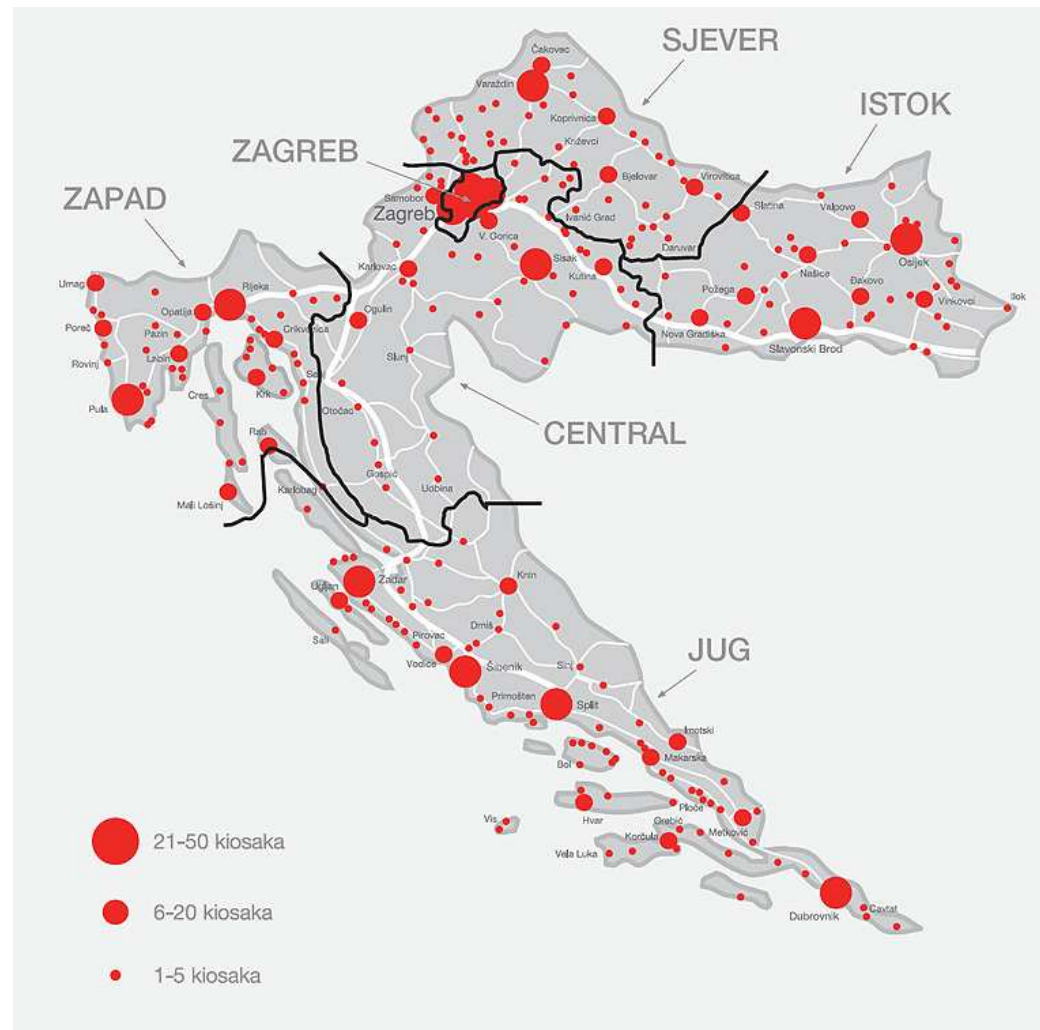 SJEVER
Čakovec
Varaždin
ISTOK
Koprivnica
Križevci
ZAGREB
ZAPAD
Bjelovar
Virovitica
Samobor
Slatina
Valpovo
Zagreb
Ivanić Grad
V. Gorica
Daruvar
Osijek
Sisak
Našice
Karlovac
Kutina
Umag
Rijeka
Požega
Đakovo
Vinkovci
Ilok
Opatija
Ogulin
Poreč
Pazin
Crikvenica
Nova Gradiška
Slavonski Brod
Rovinj
Labin
Slunj
Krk
Cres
Pula
Otočac
CENTRAL
Rab
Gospić
Karlobag
Udbina
Mali Lošinj
Zadar
Knin
Ugljan
Drniš
Sali
Pirovac
Vodice
Šibenik
Sinj
JUG
Primošten
Split
Imotski
Makarska
Bol
Hvar
Ploče
Vis
Orebić
Korčula
Metković
Vela Luka
Dubrovnik
Cavtat
21-50 kiosaka
6-20 kiosaka
1-5 kiosaka